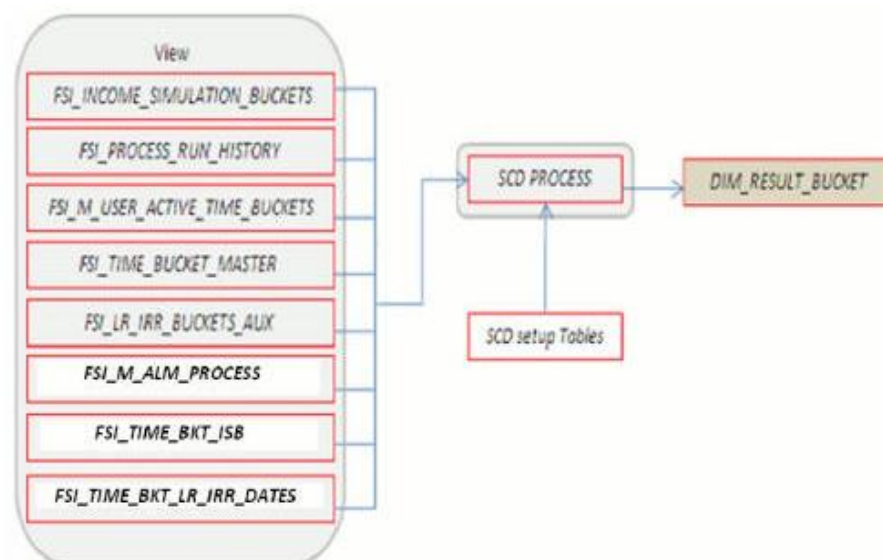 View
FSI_INCOME_SIMULATION_BUCKETS
FSI_PROCESS_RUN_HISTORY
FSI_M_USER_ACTIVE_TIME_BUCKETS
FSI_TIME_BUCKET_MASTER
FSI_LR_IRR_BUCKETS_AUX
FSI_M_ALM_PROCESS
FSI_TIME_BKT_ISB
FSI_TIME_BKT_LR_IRR_DATES
SCD PROCESS
SCD setup Tables
DIM_RESULT_BUCKET